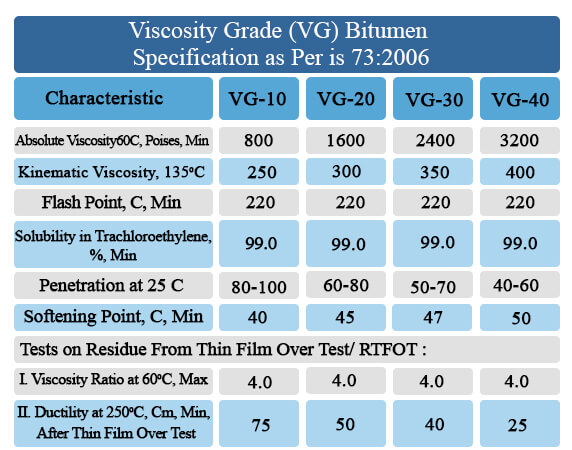 Viscosity Grade (VG) Bitumen
Specification as Per is 73:2006
Characteristic VG-10 VG-20 VG-30 VG-40
Absolute Viscosity60C, Poises, Min 800 1600 2400 3200
Kinematic Viscosity, 135ºC 250 300 350 400
Flash Point, C, Min 220 220 220 220
Solubility in Trachloroethylene,
%, Min 99.0 99.0 99.0 99.0
Penetration at 25 C 80-100 60-80 50-70 40-60
Softening Point, C, Min 40 45 47 50
Tests on Residue From Thin Film Over Test/ RTFOT :
I. Viscosity Ratio at 60ºC, Max 4.0 4.0 4.0 4.0
II. Ductility at 250ºC, Cm, Min,
After Thin Film Over Test 75 50 40 25